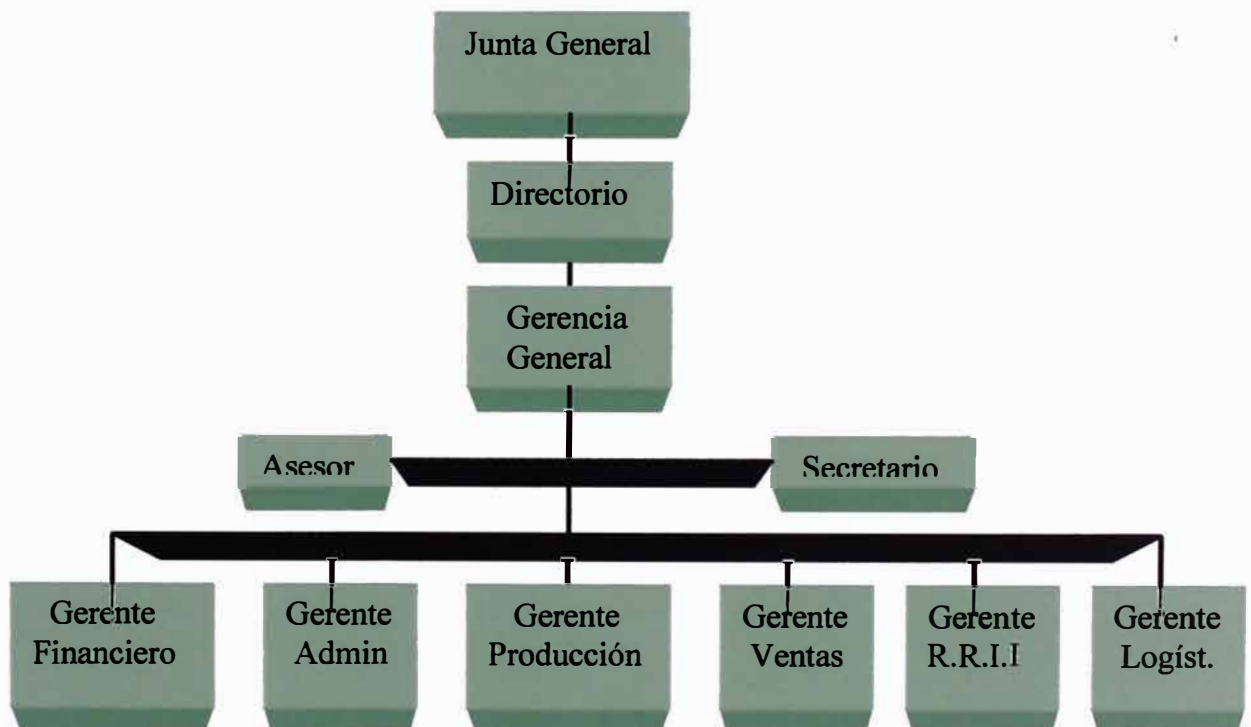 Junta General
Directorio
Gerencia
General
Asesor
Secretario
Gerente
Financiero
Gerente
Admin
Gerente
Producción
Gerente
Ventas
Gerente
R.R.I.I
Gerente
Logíst.